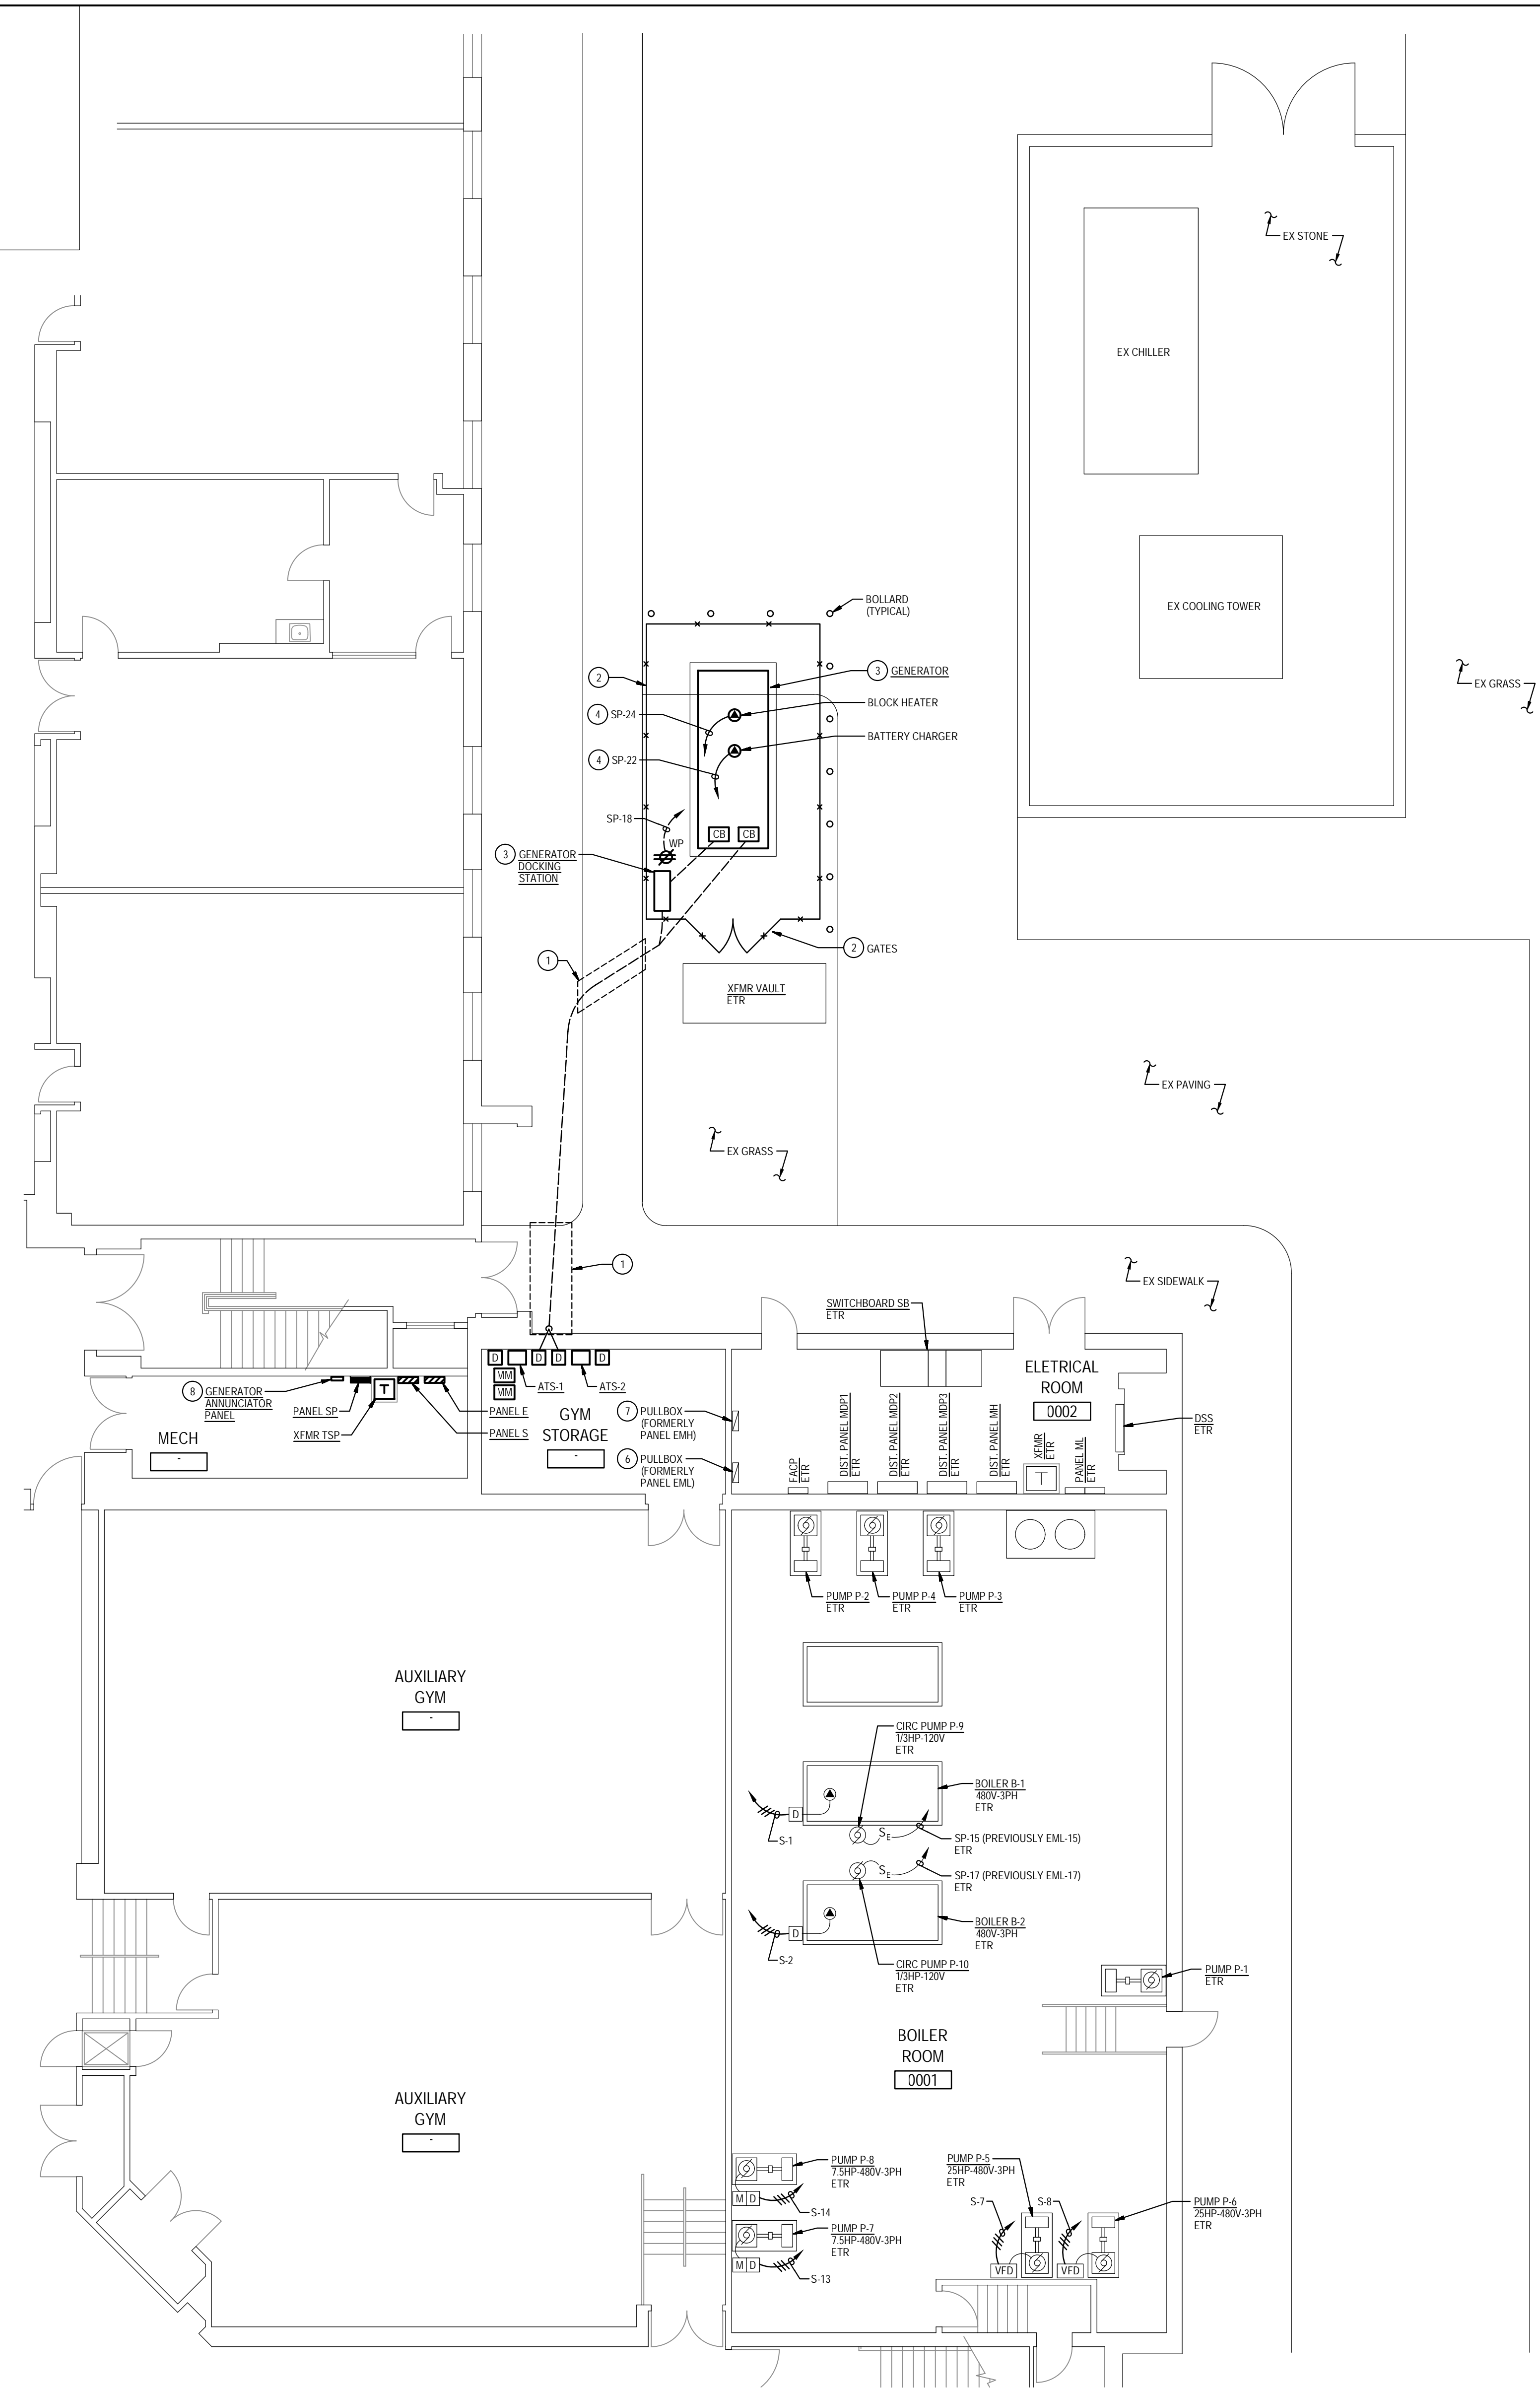 EX STONE
EX CHILLER
EX COOLING TOWER
EX GRASS
BOLLARD
(TYPICAL)
2
3 GENERATOR
BLOCK HEATER
4 SP-24
BATTERY CHARGER
4 SP-22
SP-18
WP
CB
CB
3 GENERATOR
DOCKING
STATION
2 GATES
1
XFMR VAULT
ETR
EX PAVING
EX GRASS
1
EX SIDEWALK
SWITCHBOARD SB
ETR
D
D
D
D
MM
MM
ATS-1
ATS-2
8 GENERATOR
ANNUNCIATOR
PANEL
PANEL SP
XFMR TSP
T
PANEL E
PANEL S
MECH
-
GYM
STORAGE
-
7 PULLBOX
(FORMERLY
PANEL EMH)
6 PULLBOX
(FORMERLY
PANEL EML)
ELETRICAL
ROOM
0002
FACP
ETR
DIST. PANEL MDP1
ETR
DIST. PANEL MDP2
ETR
DIST. PANEL MDP3
ETR
DIST. PANEL MH
ETR
XFMR
ETR
T
PANEL ML
ETR
DSS
ETR
PUMP P-2
ETR
PUMP P-4
ETR
PUMP P-3
ETR
AUXILIARY
GYM
-
CIRC PUMP P-9
1/3HP-120V
ETR
BOILER B-1
480V-3PH
ETR
D
S-1
SE
SP-15 (PREVIOUSLY EML-15)
ETR
SE
SP-17 (PREVIOUSLY EML-17)
ETR
BOILER B-2
480V-3PH
ETR
D
S-2
CIRC PUMP P-10
1/3HP-120V
ETR
PUMP P-1
ETR
BOILER
ROOM
0001
AUXILIARY
GYM
-
PUMP P-8
7.5HP-480V-3PH
ETR
M D
S-14
PUMP P-7
7.5HP-480V-3PH
ETR
M D
S-13
PUMP P-5
25HP-480V-3PH
ETR
S-7
S-8
PUMP P-6
25HP-480V-3PH
ETR
VFD
VFD